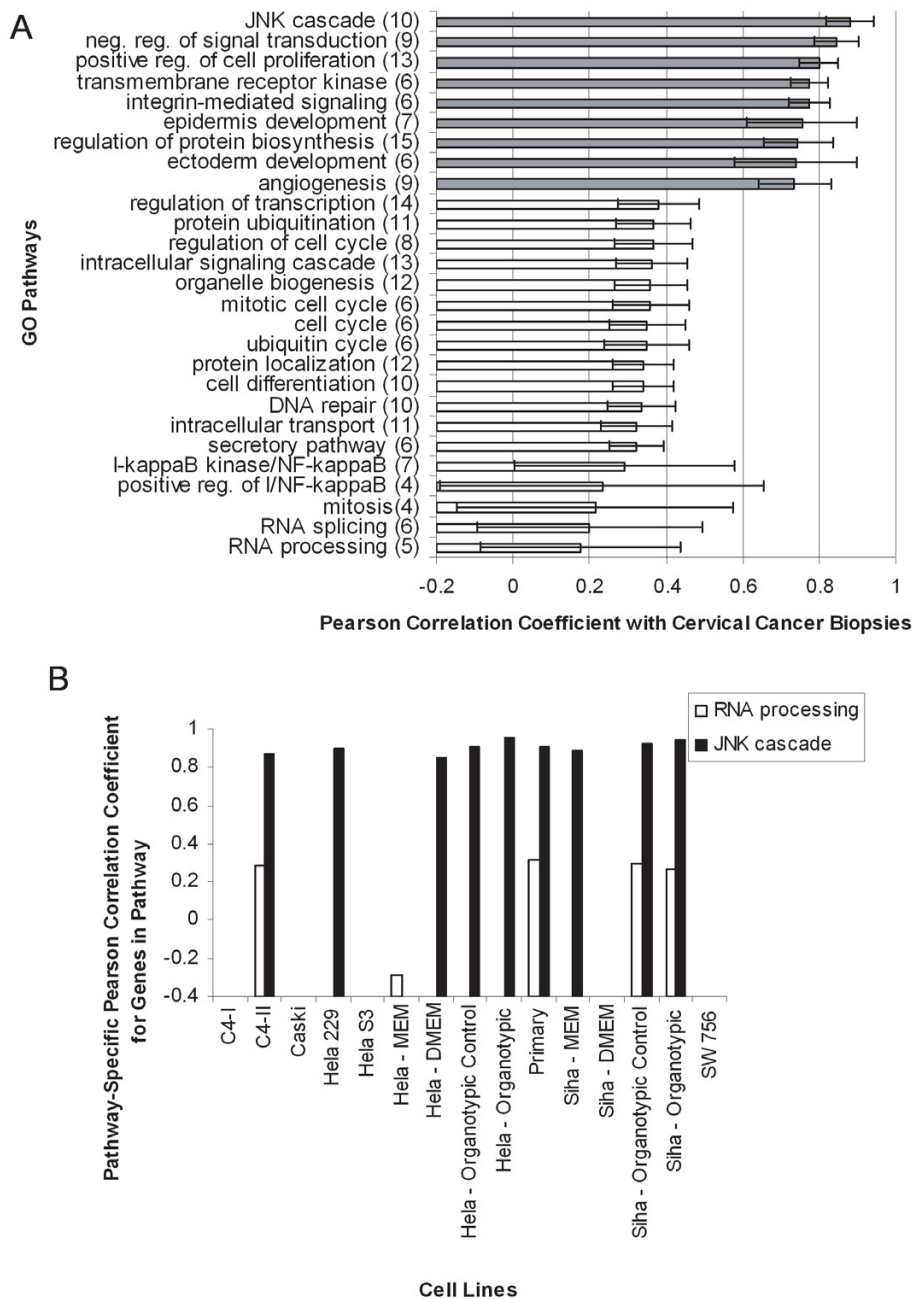 A
GO Pathways
JNK cascade (10)
neg. reg. of signal transduction (9)
positive reg. of cell proliferation (13)
transmembrane receptor kinase (6)
integrin-mediated signaling (6)
epidermis development (7)
regulation of protein biosynthesis (15)
ectoderm development (6)
angiogenesis (9)
regulation of transcription (14)
protein ubiquitination (11)
regulation of cell cycle (8)
intracellular signaling cascade (13)
organelle biogenesis (12)
mitotic cell cycle (6)
cell cycle (6)
ubiquitin cycle (6)
protein localization (12)
cell differentiation (10)
DNA repair (10)
intracellular transport (11)
secretory pathway (6)
I-kappaB kinase/NF-kappaB (7)
positive reg. of I/NF-kappaB (4)
mitosis(4)
RNA splicing (6)
RNA processing (5)
-0.2 0 0.2 0.4 0.6 0.8 1
Pearson Correlation Coefficient with Cervical Cancer Biopsies
B
Pathway-Specific Pearson Correlation Coefficient
for Genes in Pathway
RNA processing
JNK cascade
1
0.8
0.6
0.4
0.2
0
-0.2
-0.4
C4-I
C4-II
Caski
Hela 229
Hela S3
Hela - MEM
Hela - DMEM
Hela - Organotypic Control
Hela - Organotypic
Primary
Siha - MEM
Siha - DMEM
Siha - Organotypic Control
Siha - Organotypic
SW 756
Cell Lines